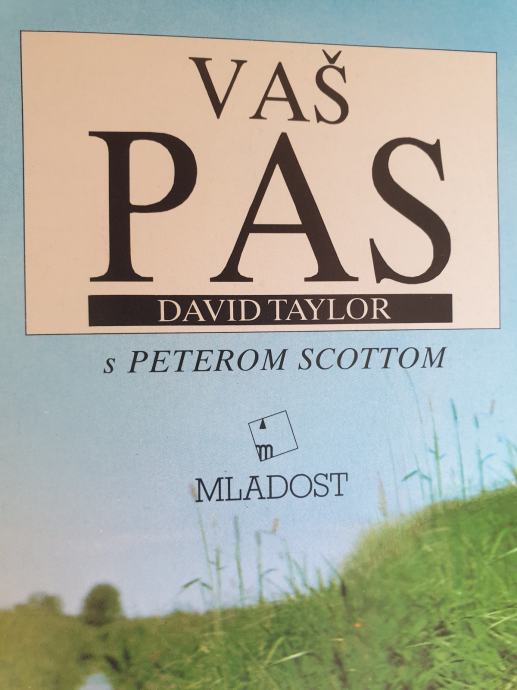 VAŠ
PAS
DAVID TAYLOR
s PETEROM SCOTTOM
m
MLADOST